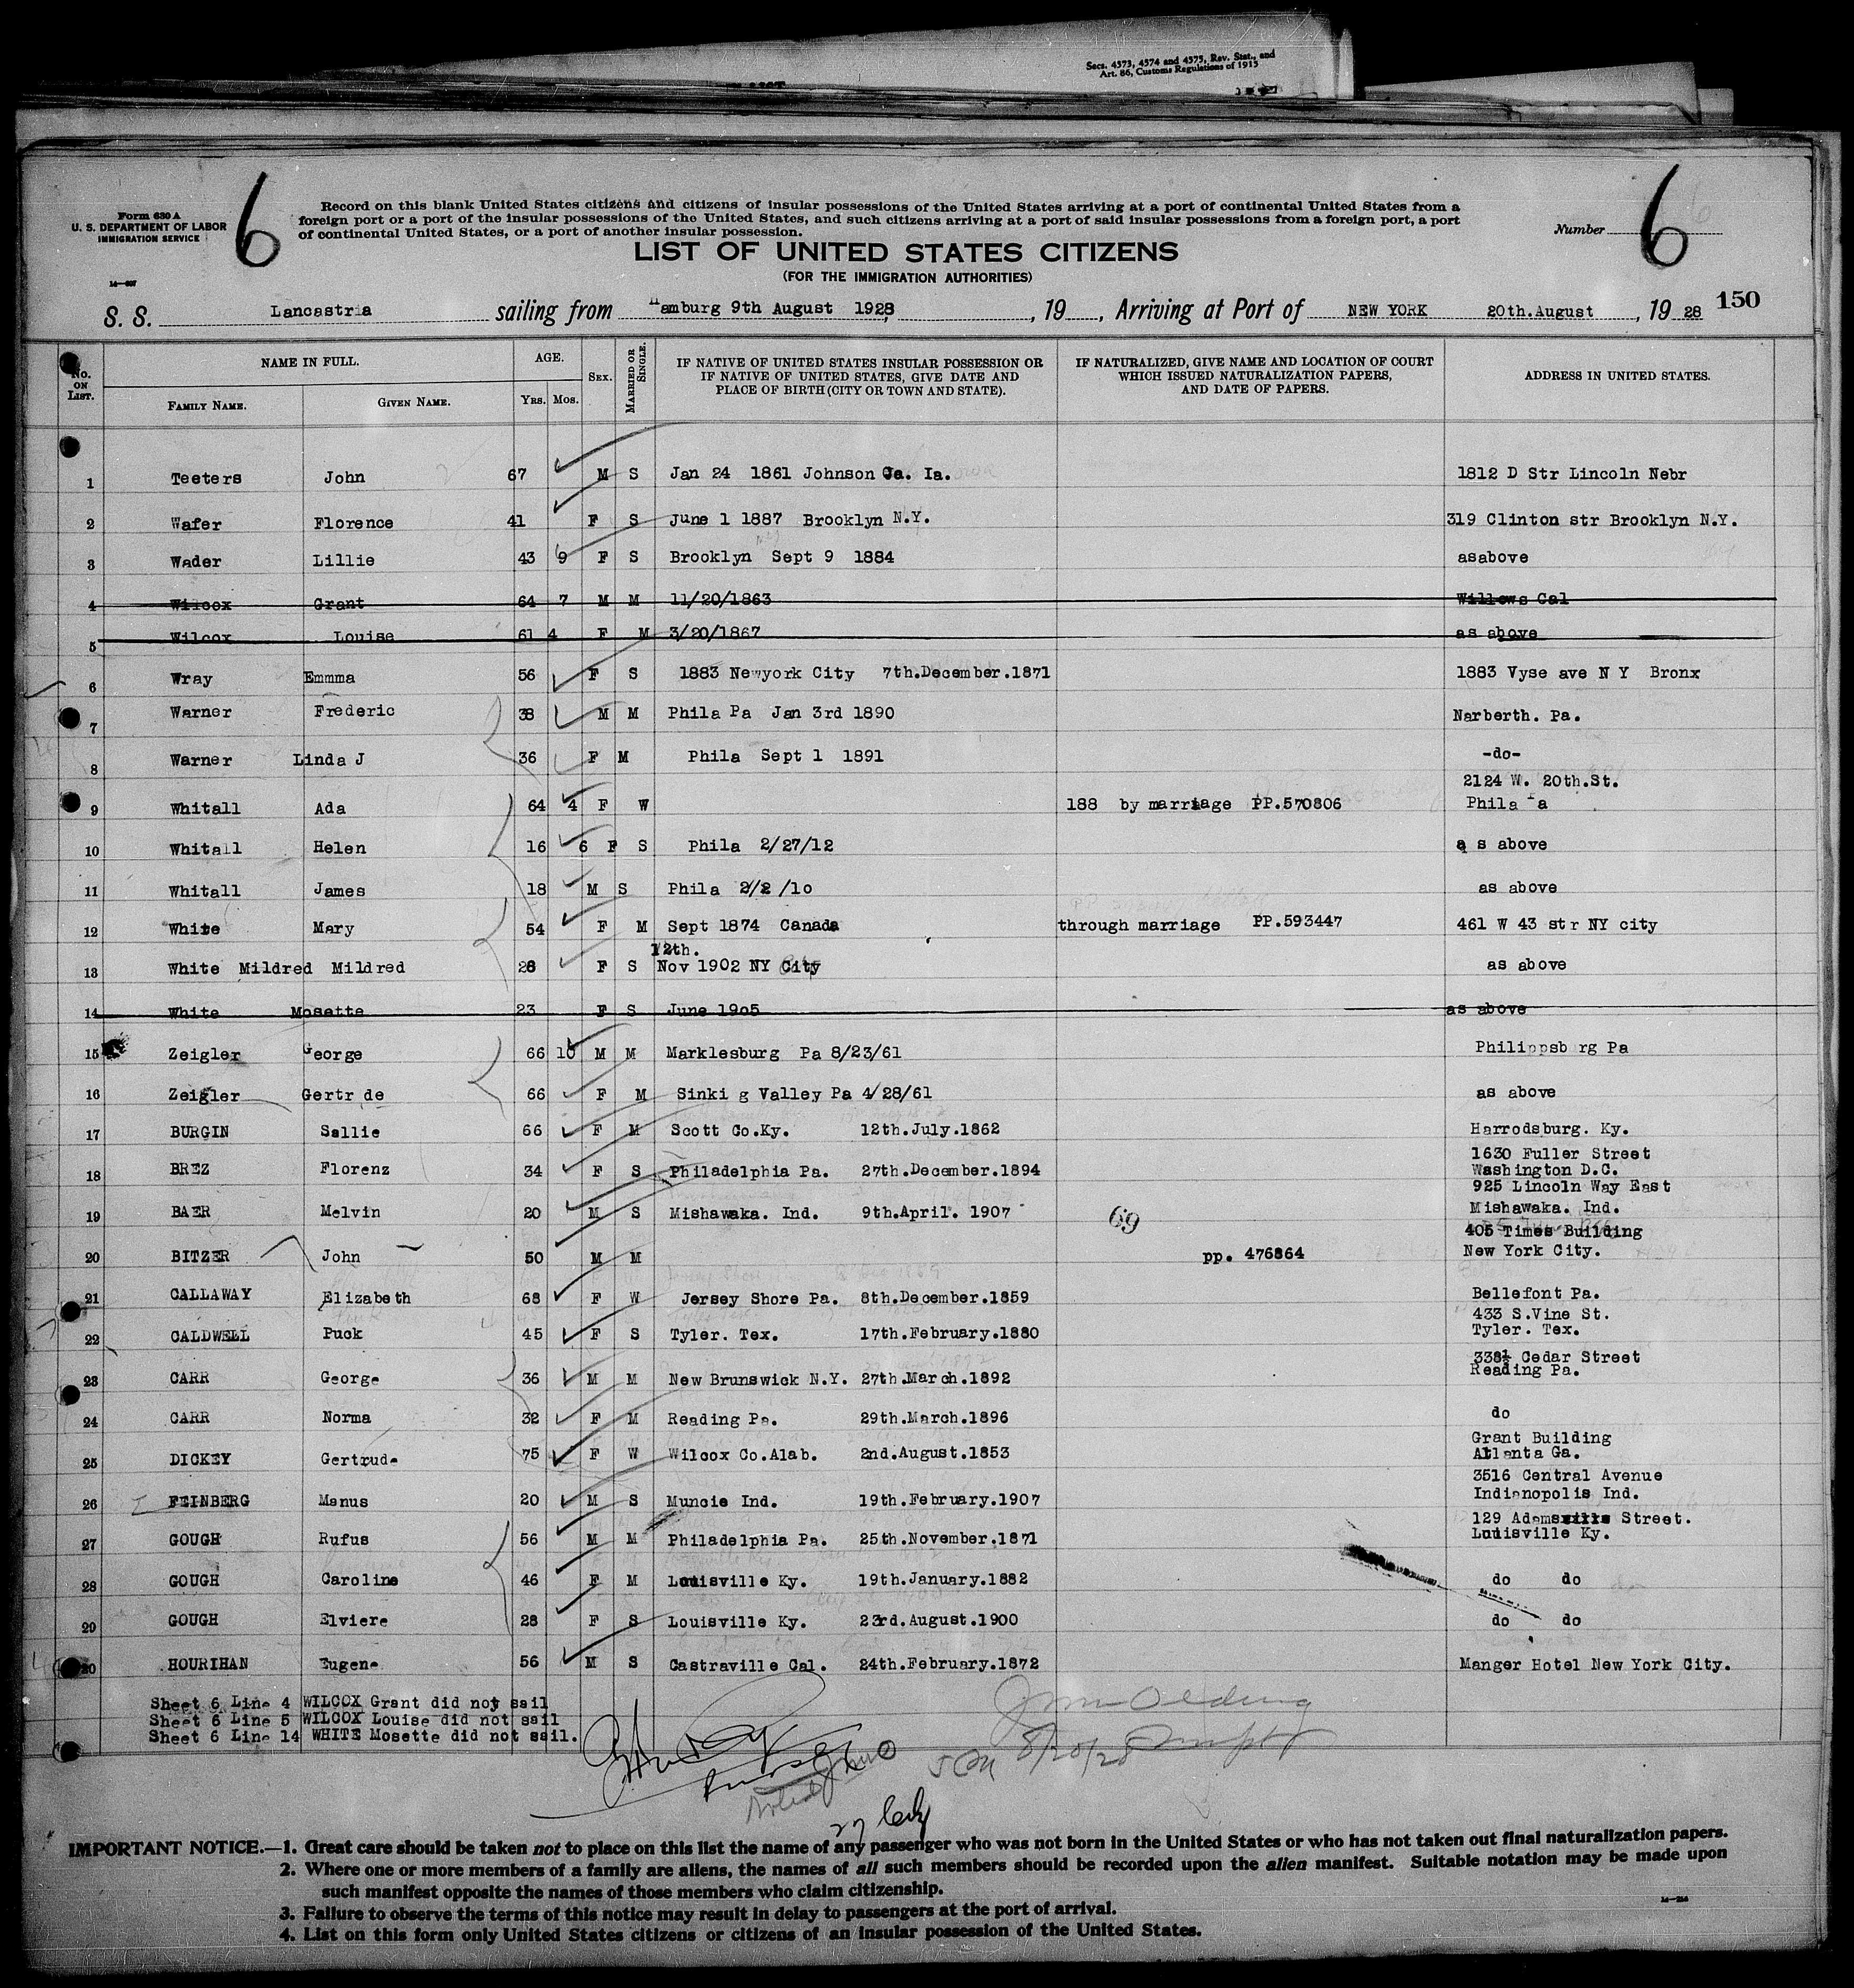 Secs. 4573, 4574 and 4575, Rev. Stat., and
Art. 86, Customs Regulations of 1915
Form 630 A
U. S. DEPARTMENT OF LABOR
IMMIGRATION SERVICE
6
Record on this blank United States citizens and citizens of insular possessions of the United States arriving at a port of continental United States from a
foreign port or a port of the insular possessions of the United States, and such citizens arriving at a port of said insular possessions from a foreign port, a port
of continental United States, or a port of another insular possession.
Number 6
LIST OF UNITED STATES CITIZENS
(FOR THE IMMIGRATION AUTHORITIES)
S. S. Lancastria sailing from Hamburg 9th August 1928, 19 , Arriving at Port of NEW YORK 20th.August , 19 28 150
No. ON LIST. NAME IN FULL. AGE. SEX. MARRIED OR SINGLE. IF NATIVE OF UNITED STATES INSULAR POSSESSION OR IF NATIVE OF UNITED STATES, GIVE DATE AND PLACE OF BIRTH (CITY OR TOWN AND STATE). IF NATURALIZED, GIVE NAME AND LOCATION OF COURT WHICH ISSUED NATURALIZATION PAPERS, AND DATE OF PAPERS. ADDRESS IN UNITED STATES.
FAMILY NAME. GIVEN NAME. YRS. MOS.
1 Teeters John 67 M S Jan 24 1861 Johnson Ca. Ia. 1812 D Str Lincoln Nebr
2 Wafer Florence 41 F S June 1 1887 Brooklyn N.Y. 319 Clinton str Brooklyn N.Y.
3 Wader Lillie 43 9 F S Brooklyn Sept 9 1884 asabove
4 Wilcox Grant 64 7 M M 11/20/1863 Willows Cal
5 Wilcox Louise 61 4 F M 3/20/1867 as above
6 Wray Emmma 56 F S 1883 Newyork City 7th.December.1871 1883 Vyse ave N Y Bronx
7 Warner Frederic 38 M M Phila Pa Jan 3rd 1890 Narberth. Pa.
8 Warner Linda J 36 F M Phila Sept 1 1891 -do-
2124 W. 20th.St.
9 Whitall Ada 64 4 F W 188 by marriage PP.570806 Phila Pa
10 Whitall Helen 16 6 F S Phila 2/27/12 a s above
11 Whitall James 18 M S Phila 2/2 /10 as above
12 White Mary 54 F M Sept 1874 Canada through marriage PP.593447 461 W 43 str NY city
12th.
13 White Mildred Mildred 26 F S Nov 1902 NY City as above
14 White Mosette 23 F S June 1905 as above
15 Zeigler George 66 10 M M Marklesburg Pa 8/23/61 Philippsb rg Pa
16 Zeigler Gertr de 66 F M Sinki g Valley Pa 4/28/61 as above
17 BURGIN Sallie 66 F M Scott Co.Ky. 12th.July.1862 Harrodsburg. Ky.
1630 Fuller Street
18 BREZ Florenz 34 F S Philadelphia Pa. 27th.December.1894 Washington D.C.
925 Lincoln Way East
19 BAER Melvin 20 M S Mishawaka. Ind. 9th.April. 1907 69 Mishawaka. Ind.
405 Times Building
20 BITZER John 50 M M pp. 476864 New York City.
21 CALLAWAY Elizabeth 68 F W Jersey Shore Pa. 8th.December.1859 Bellefont Pa.
433 S.Vine St.
22 CALDWELL Puck 45 F S Tyler. Tex. 17th.February.1880 Tyler. Tex.
338½ Cedar Street
23 CARR George 36 M M New Brunswick N.Y. 27th.March.1892 Reading Pa.
24 CARR Norma 32 F M Reading Pa. 29th.March.1896 do
Grant Building
25 DICKEY Gertrude 75 F W Wilcox Co.Alab. 2nd.August.1853 Atlanta Ga.
3516 Central Avenue
26 FEINBERG Manus 20 M S Muncie Ind. 19th.February.1907 Indianopolis Ind.
129 Adams Street.
27 GOUGH Rufus 56 M M Philadelphia Pa. 25th.November.1871 Louisville Ky.
28 GOUGH Caroline 46 F M Louisville Ky. 19th.January.1882 do do
29 GOUGH Elviere 28 F S Louisville Ky. 23rd.August.1900 do do
30 HOURIHAN Eugene 56 M S Castraville Cal. 24th.February.1872 Manger Hotel New York City.
Sheet 6 Line 4 WILCOX Grant did not sail
Sheet 6 Line 5 WILCOX Louise did not sail
Sheet 6 Line 14 WHITE Mosette did not sail.
8/20/28
27
IMPORTANT NOTICE.—1. Great care should be taken not to place on this list the name of any passenger who was not born in the United States or who has not taken out final naturalization papers.
2. Where one or more members of a family are aliens, the names of all such members should be recorded upon the alien manifest. Suitable notation may be made upon
such manifest opposite the names of those members who claim citizenship.
3. Failure to observe the terms of this notice may result in delay to passengers at the port of arrival.
4. List on this form only United States citizens or citizens of an insular possession of the United States.